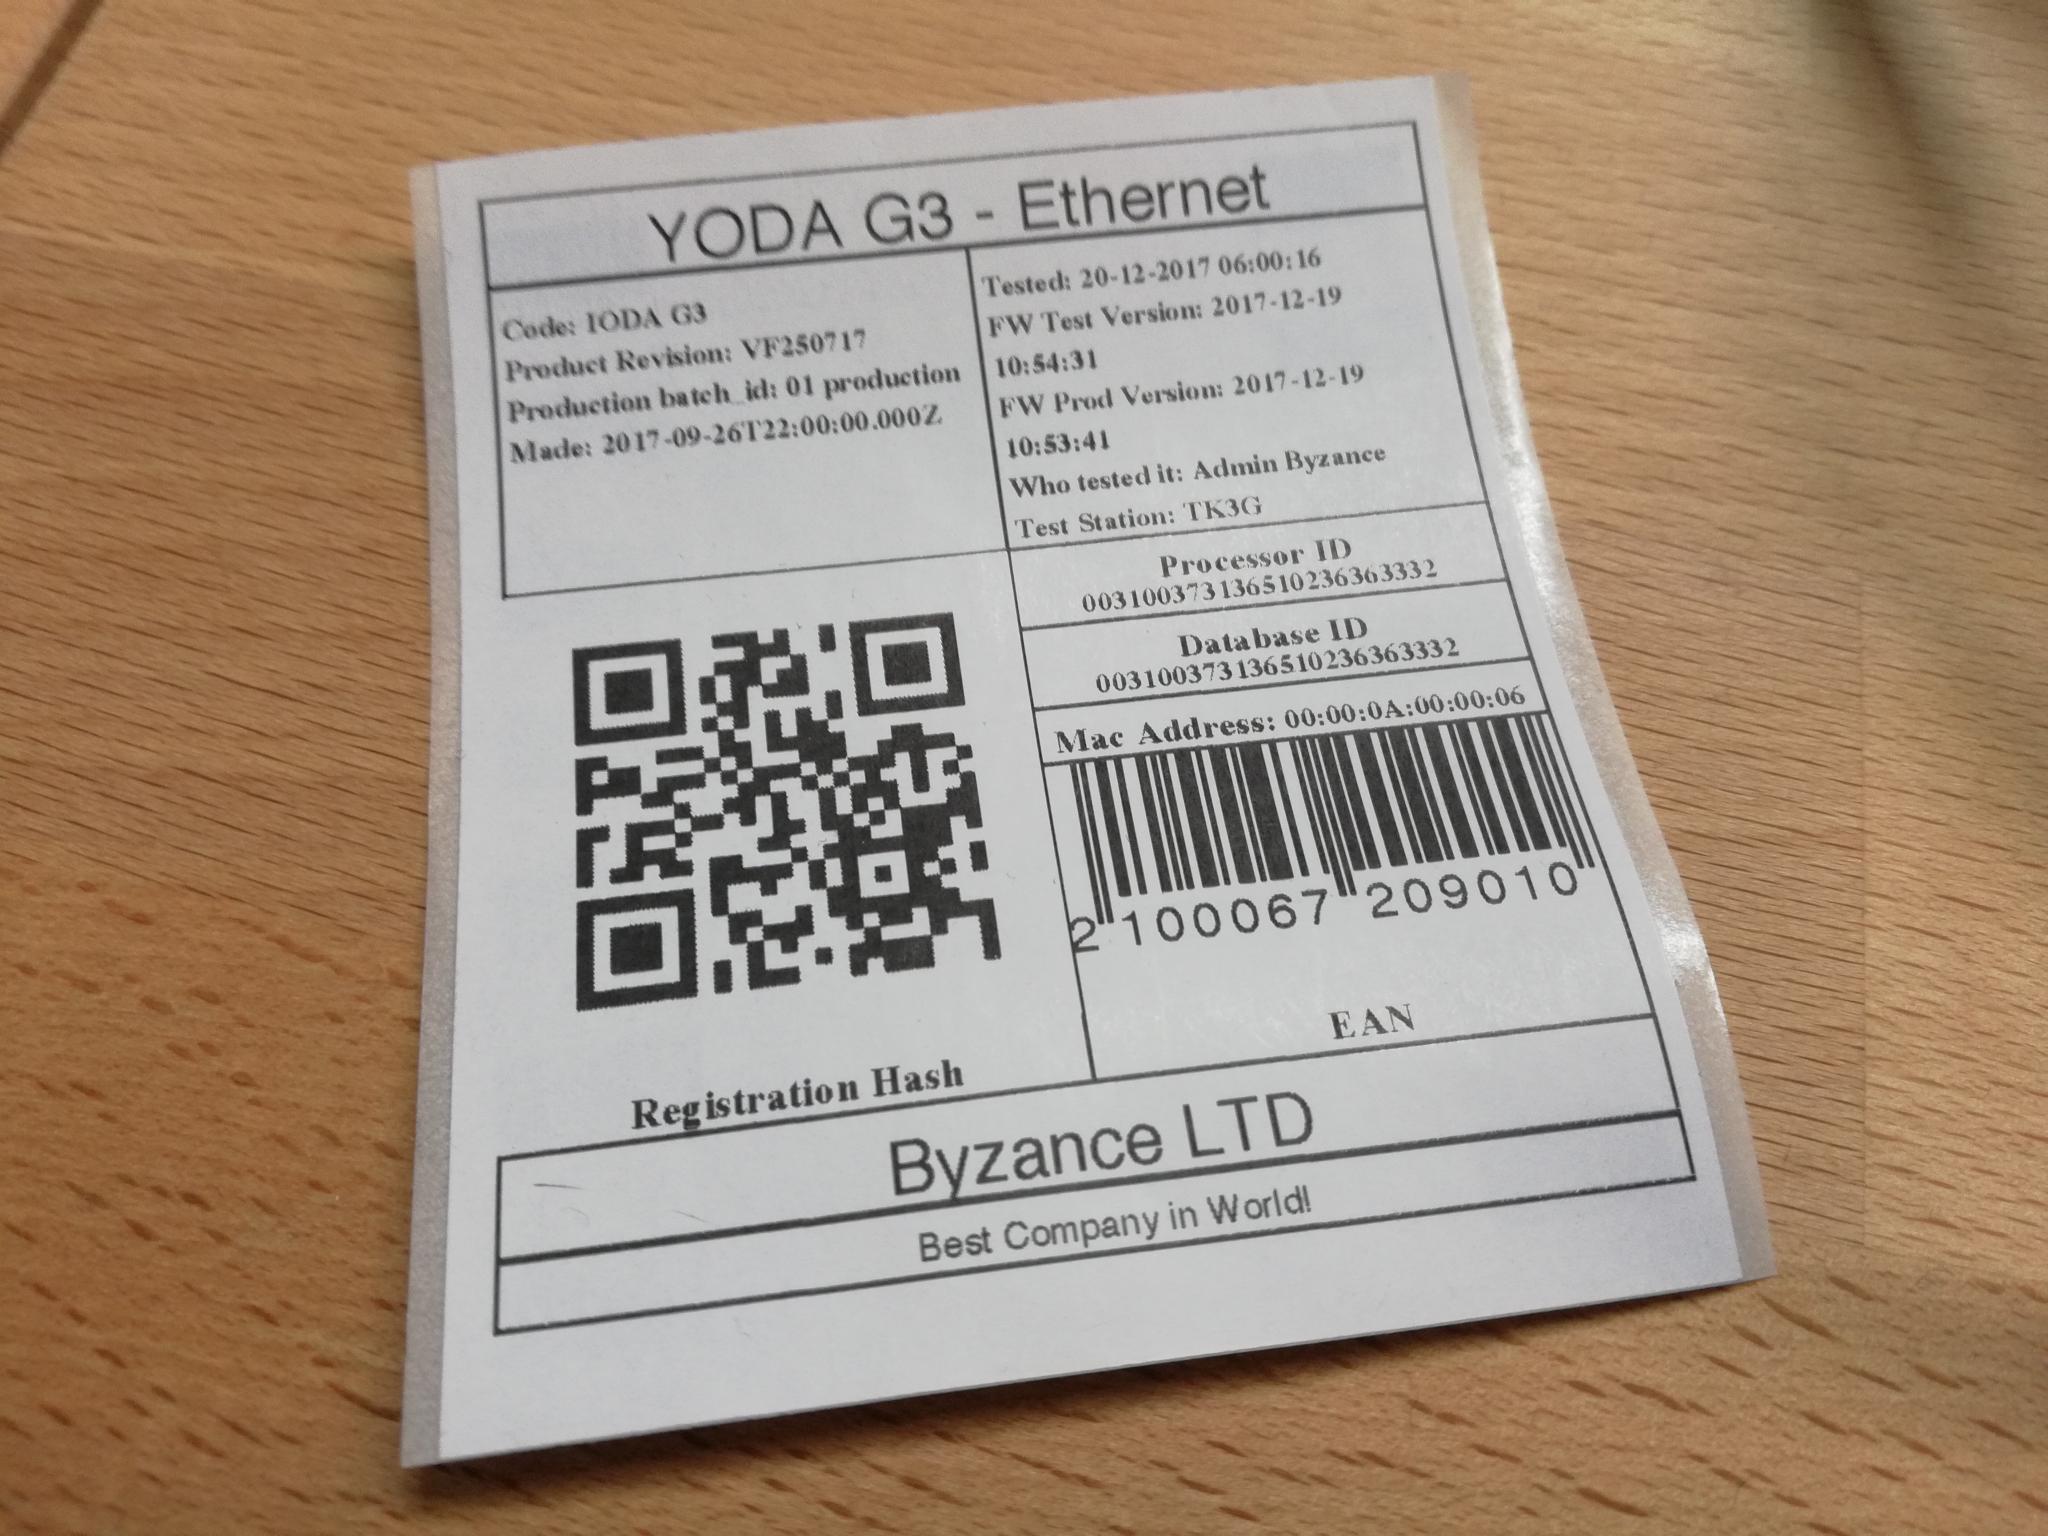 YODA G3 - Ethernet
Code: IODA G3
Product Revision: VF250717
Production batch_id: 01 production
Made: 2017-09-26T22:00:00.000Z
Tested: 20-12-2017 06:00:16
FW Test Version: 2017-12-19
10:54:31
FW Prod Version: 2017-12-19
10:53:41
Who tested it: Admin Byzance
Test Station: TK3G
Processor ID
003100373136510236363332
Database ID
003100373136510236363332
Mac Address: 00:00:0A:00:00:06
2 100067 209010
EAN
Registration Hash
Byzance LTD
Best Company in World!